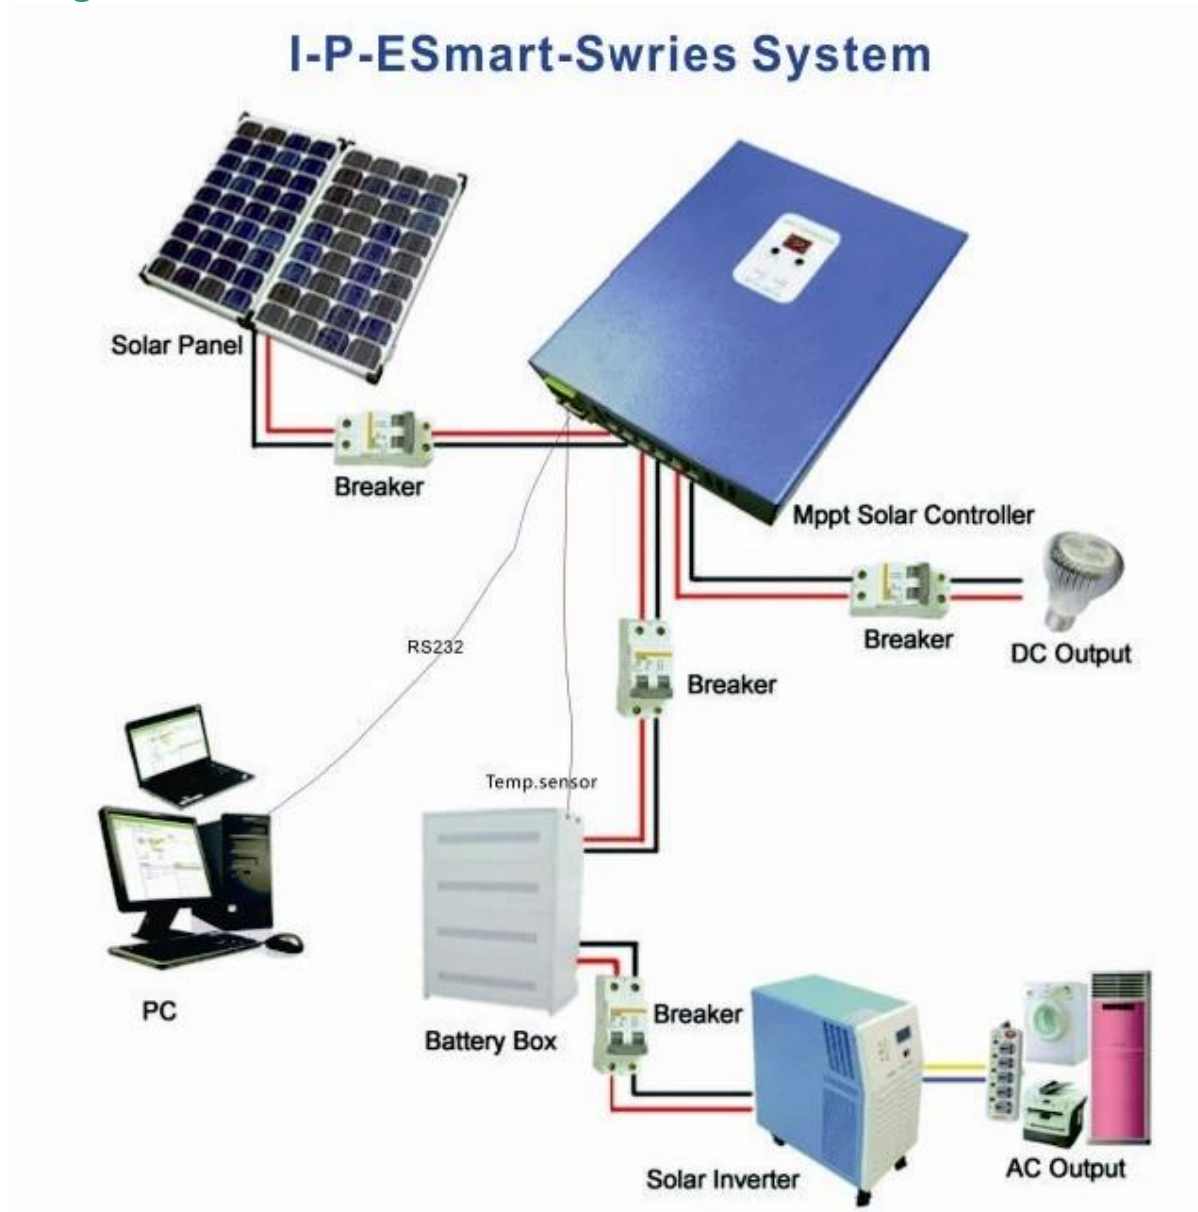 I-P-ESmart-Swries System
Solar Panel
Breaker
Mppt Solar Controller
Breaker
DC Output
RS232
Breaker
Temp.sensor
PC
Battery Box
Breaker
Solar Inverter
AC Output